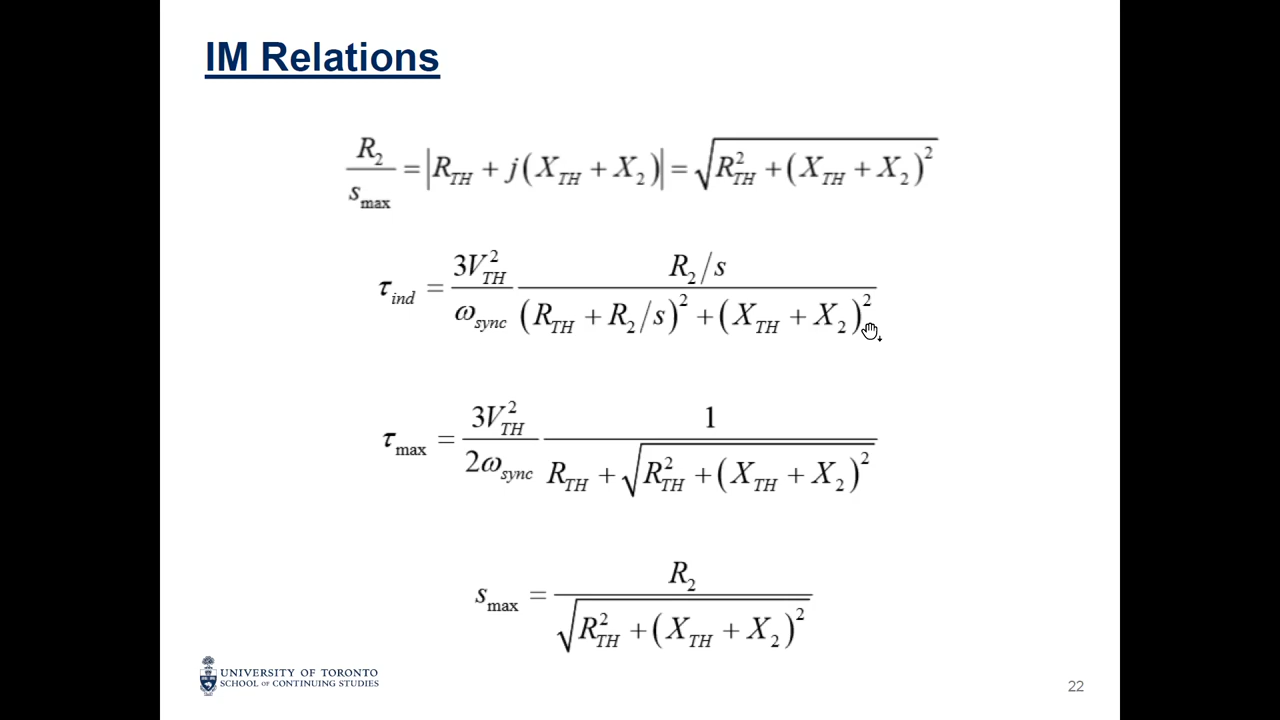 IM Relations
R₂/s_max = |R_TH + j(X_TH + X₂)| = √(R²_TH + (X_TH + X₂)²)
τ_ind = (3V²_TH / ω_sync) (R₂/s) / ((R_TH + R₂/s)² + (X_TH + X₂)²)
τ_max = (3V²_TH / 2ω_sync) 1 / (R_TH + √(R²_TH + (X_TH + X₂)²))
s_max = R₂ / √(R²_TH + (X_TH + X₂)²)
UNIVERSITY OF TORONTO
SCHOOL OF CONTINUING STUDIES
22